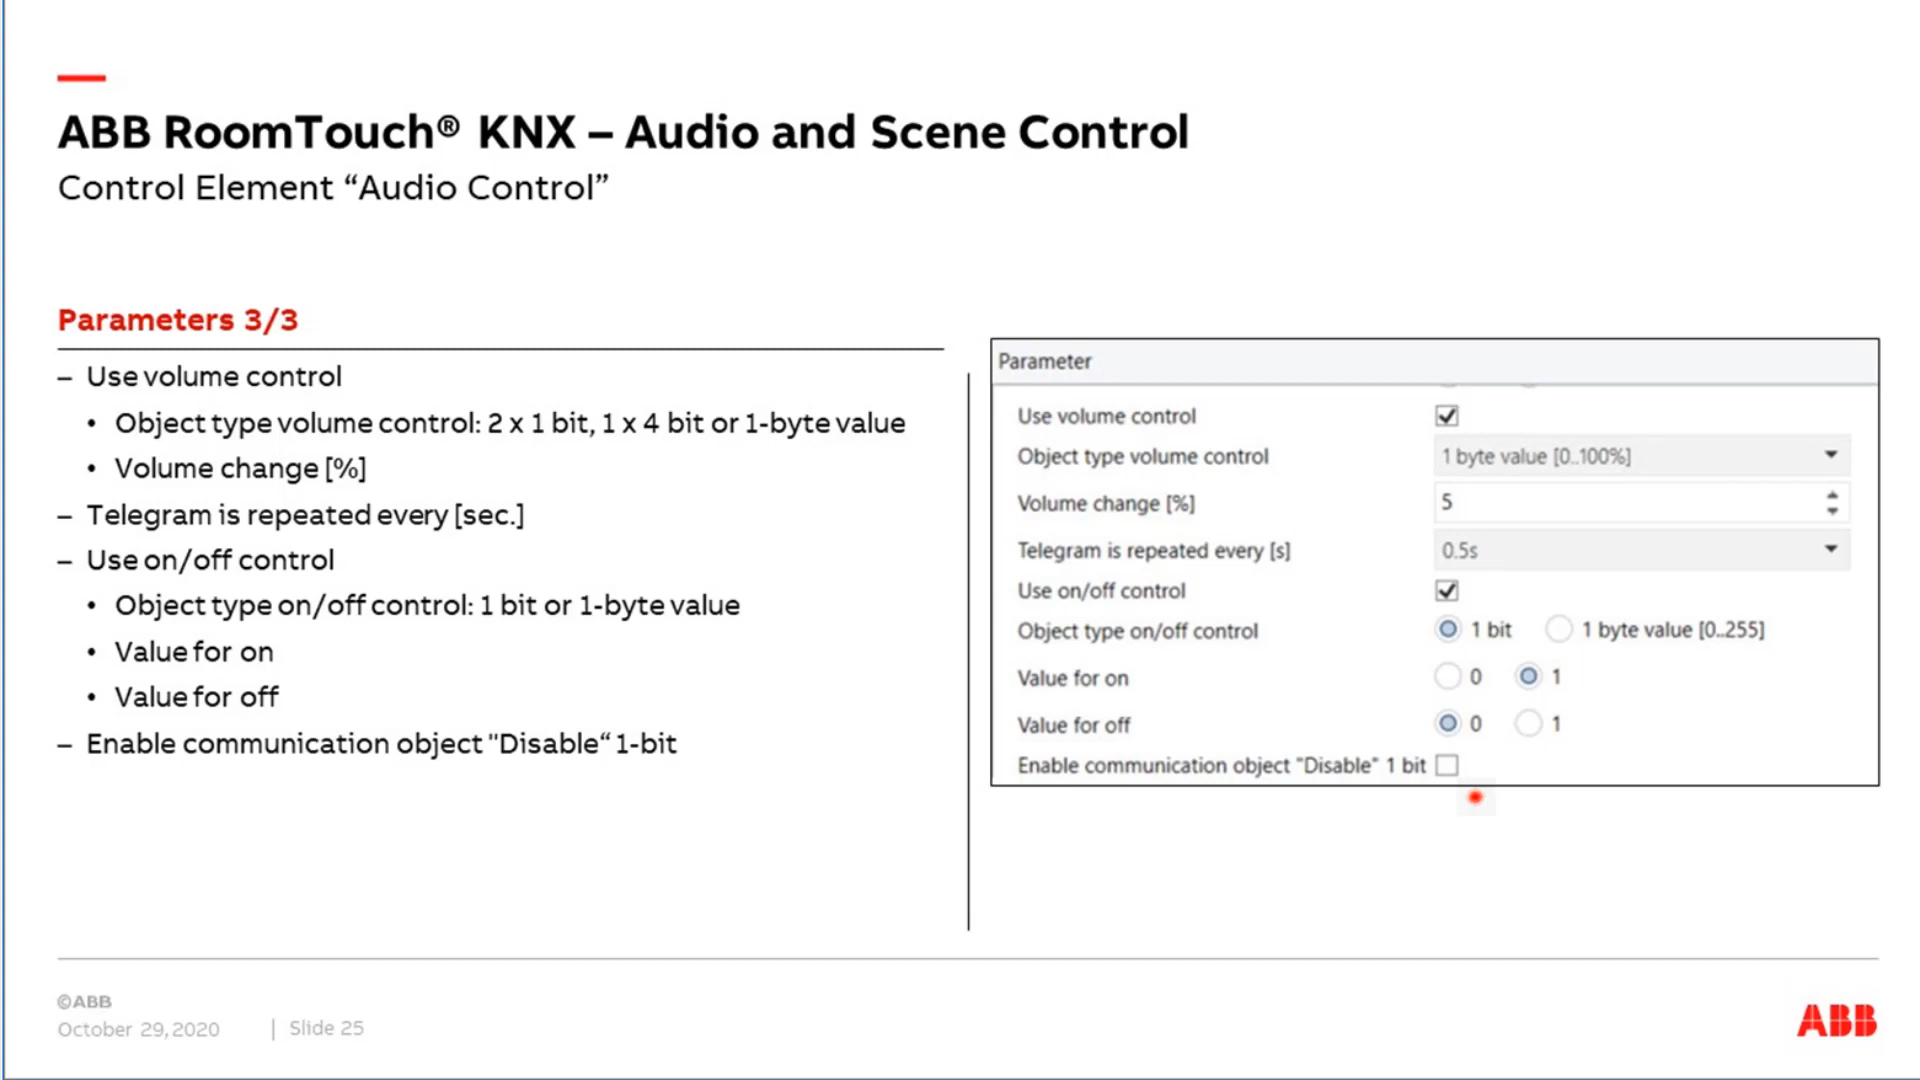 ABB RoomTouch® KNX – Audio and Scene Control
Control Element “Audio Control”
Parameters 3/3
– Use volume control
• Object type volume control: 2 x 1 bit, 1 x 4 bit or 1-byte value
• Volume change [%]
– Telegram is repeated every [sec.]
– Use on/off control
• Object type on/off control: 1 bit or 1-byte value
• Value for on
• Value for off
– Enable communication object "Disable“ 1-bit
Parameter
Use volume control
Object type volume control 1 byte value [0..100%]
Volume change [%] 5
Telegram is repeated every [s] 0.5s
Use on/off control
Object type on/off control 1 bit 1 byte value [0..255]
Value for on 0 1
Value for off 0 1
Enable communication object "Disable" 1 bit
©ABB
October 29, 2020 | Slide 25
ABB